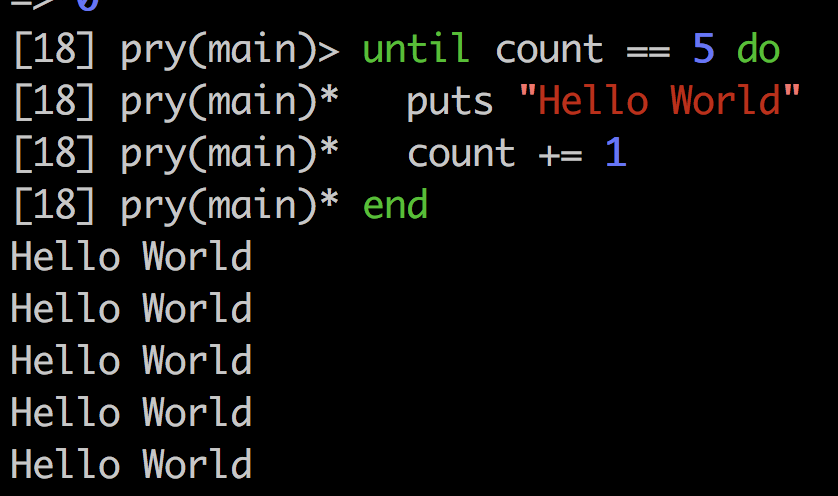 => 0
[18] pry(main)> until count == 5 do
[18] pry(main)*   puts "Hello World"
[18] pry(main)*   count += 1
[18] pry(main)* end
Hello World
Hello World
Hello World
Hello World
Hello World